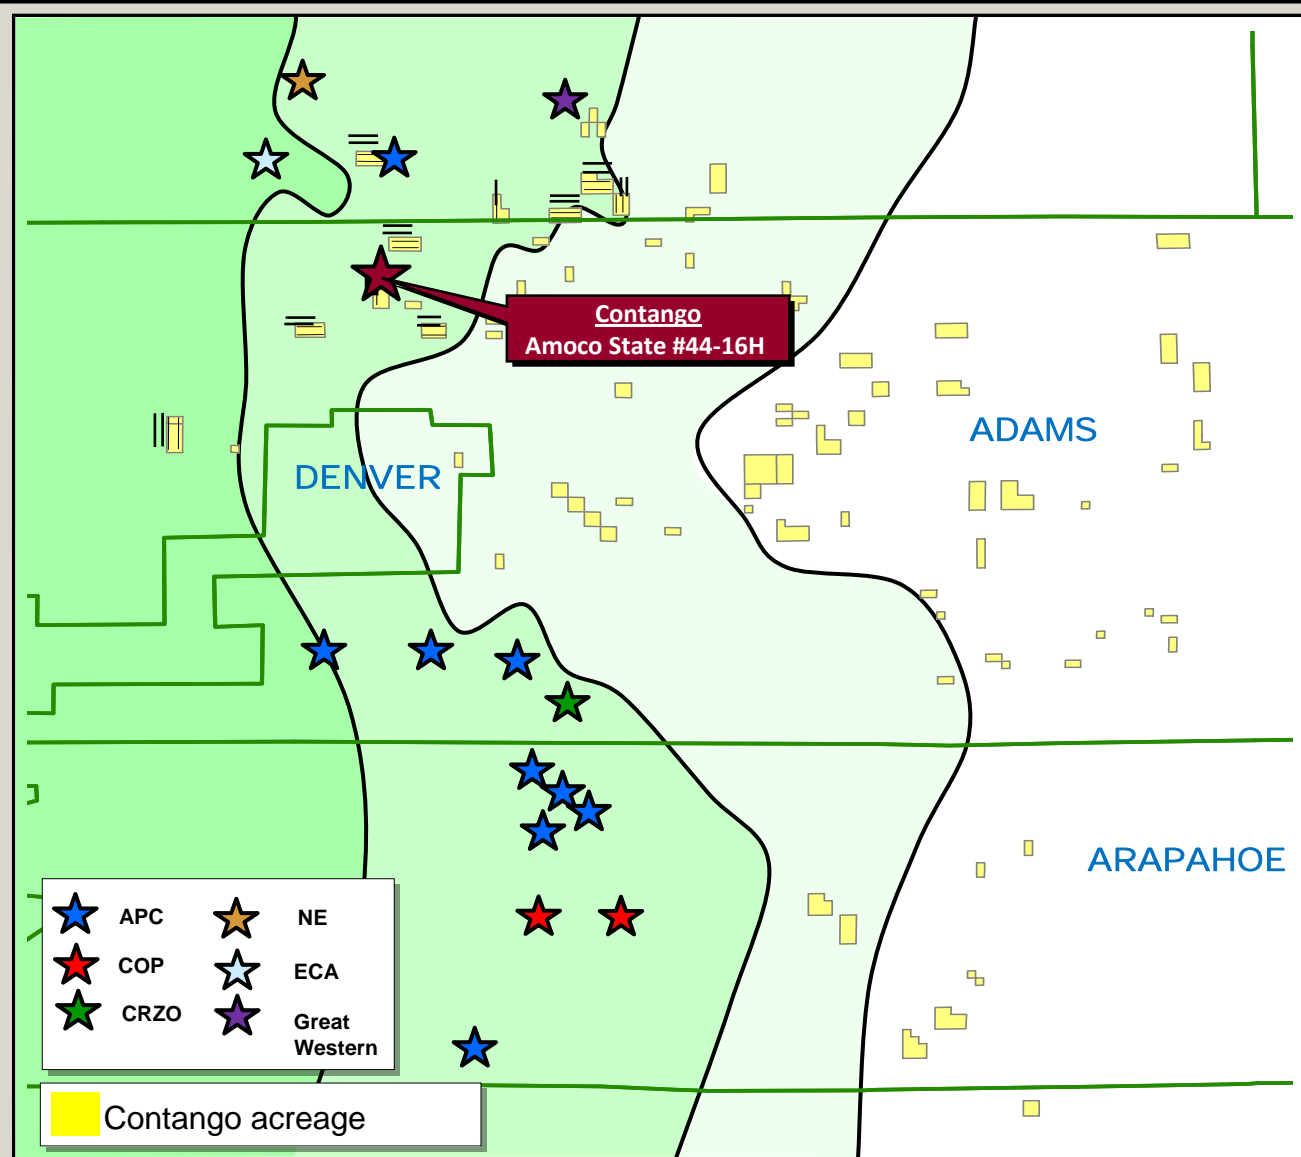 Contango
Amoco State #44-16H
ADAMS
DENVER
ARAPAHOE
APC
NE
COP
ECA
CRZO
Great
Western
Contango acreage